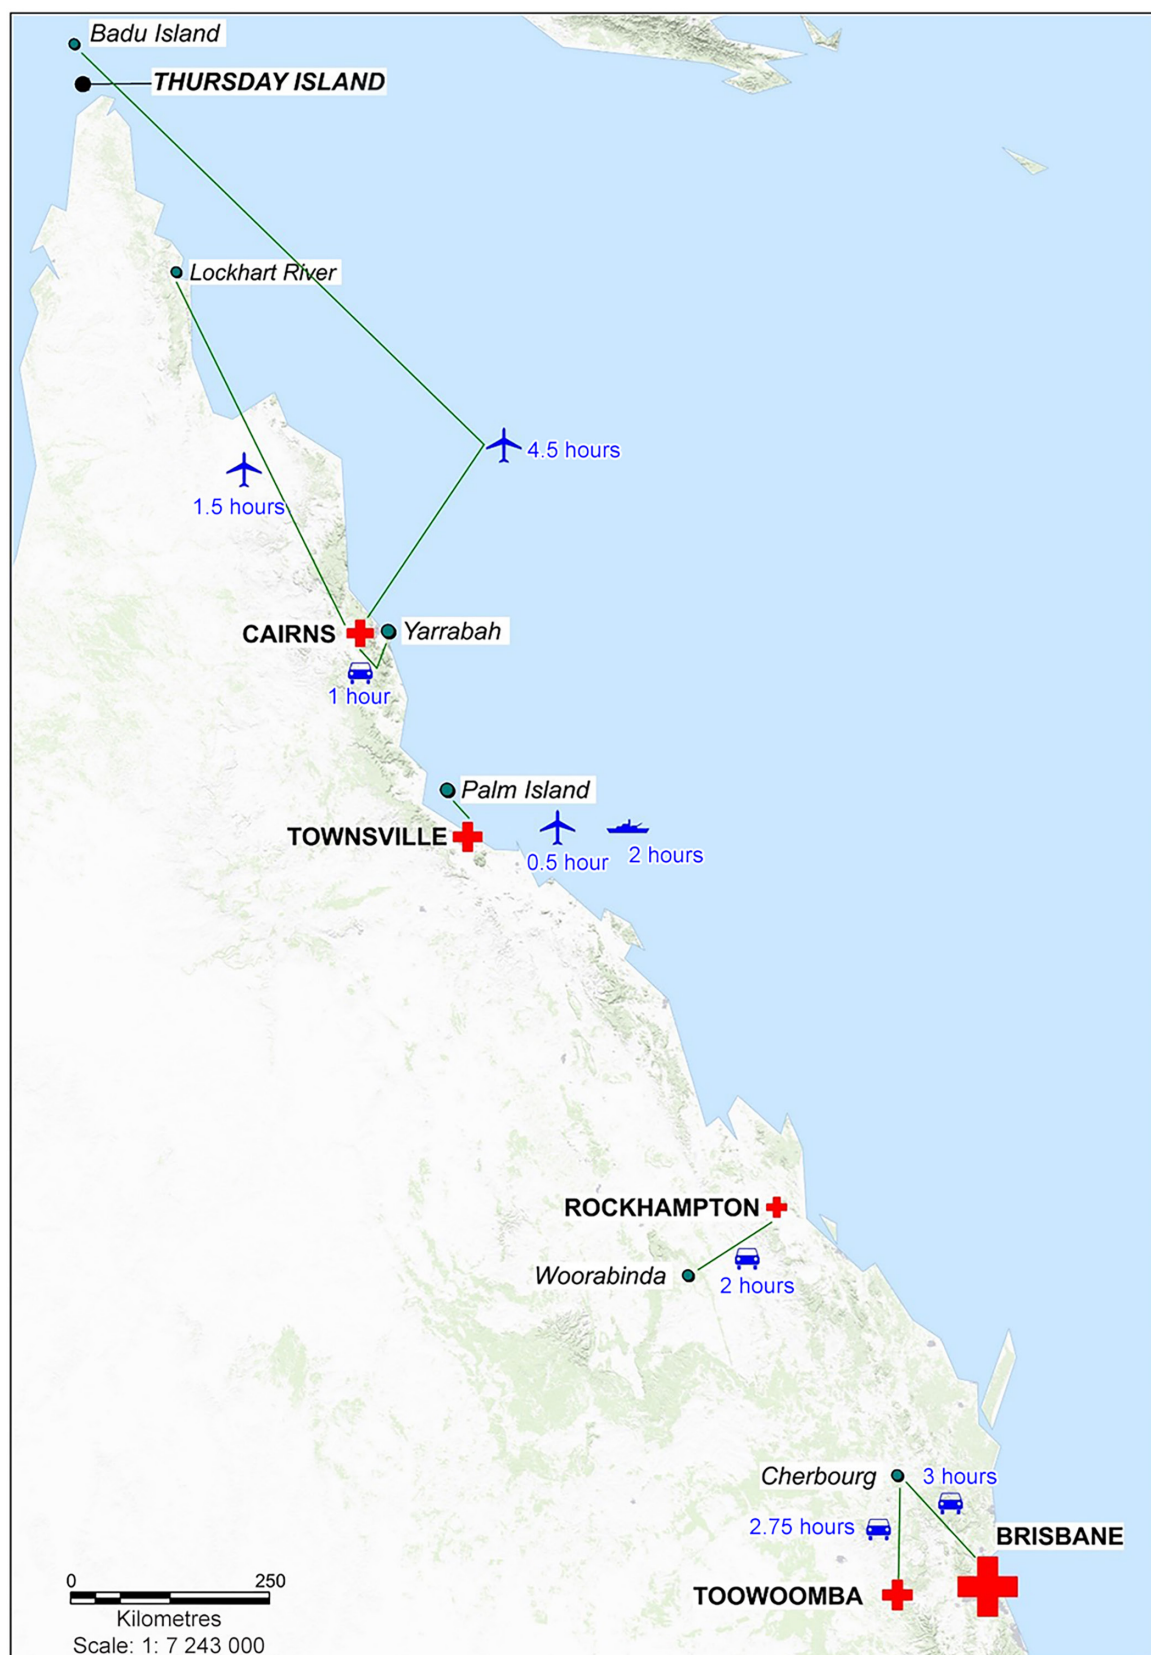 Badu Island
THURSDAY ISLAND
Lockhart River
4.5 hours
1.5 hours
CAIRNS
Yarrabah
1 hour
Palm Island
TOWNSVILLE
0.5 hour
2 hours
ROCKHAMPTON
Woorabinda
2 hours
Cherbourg
3 hours
2.75 hours
BRISBANE
TOOWOOMBA
0 250
Kilometres
Scale: 1: 7 243 000